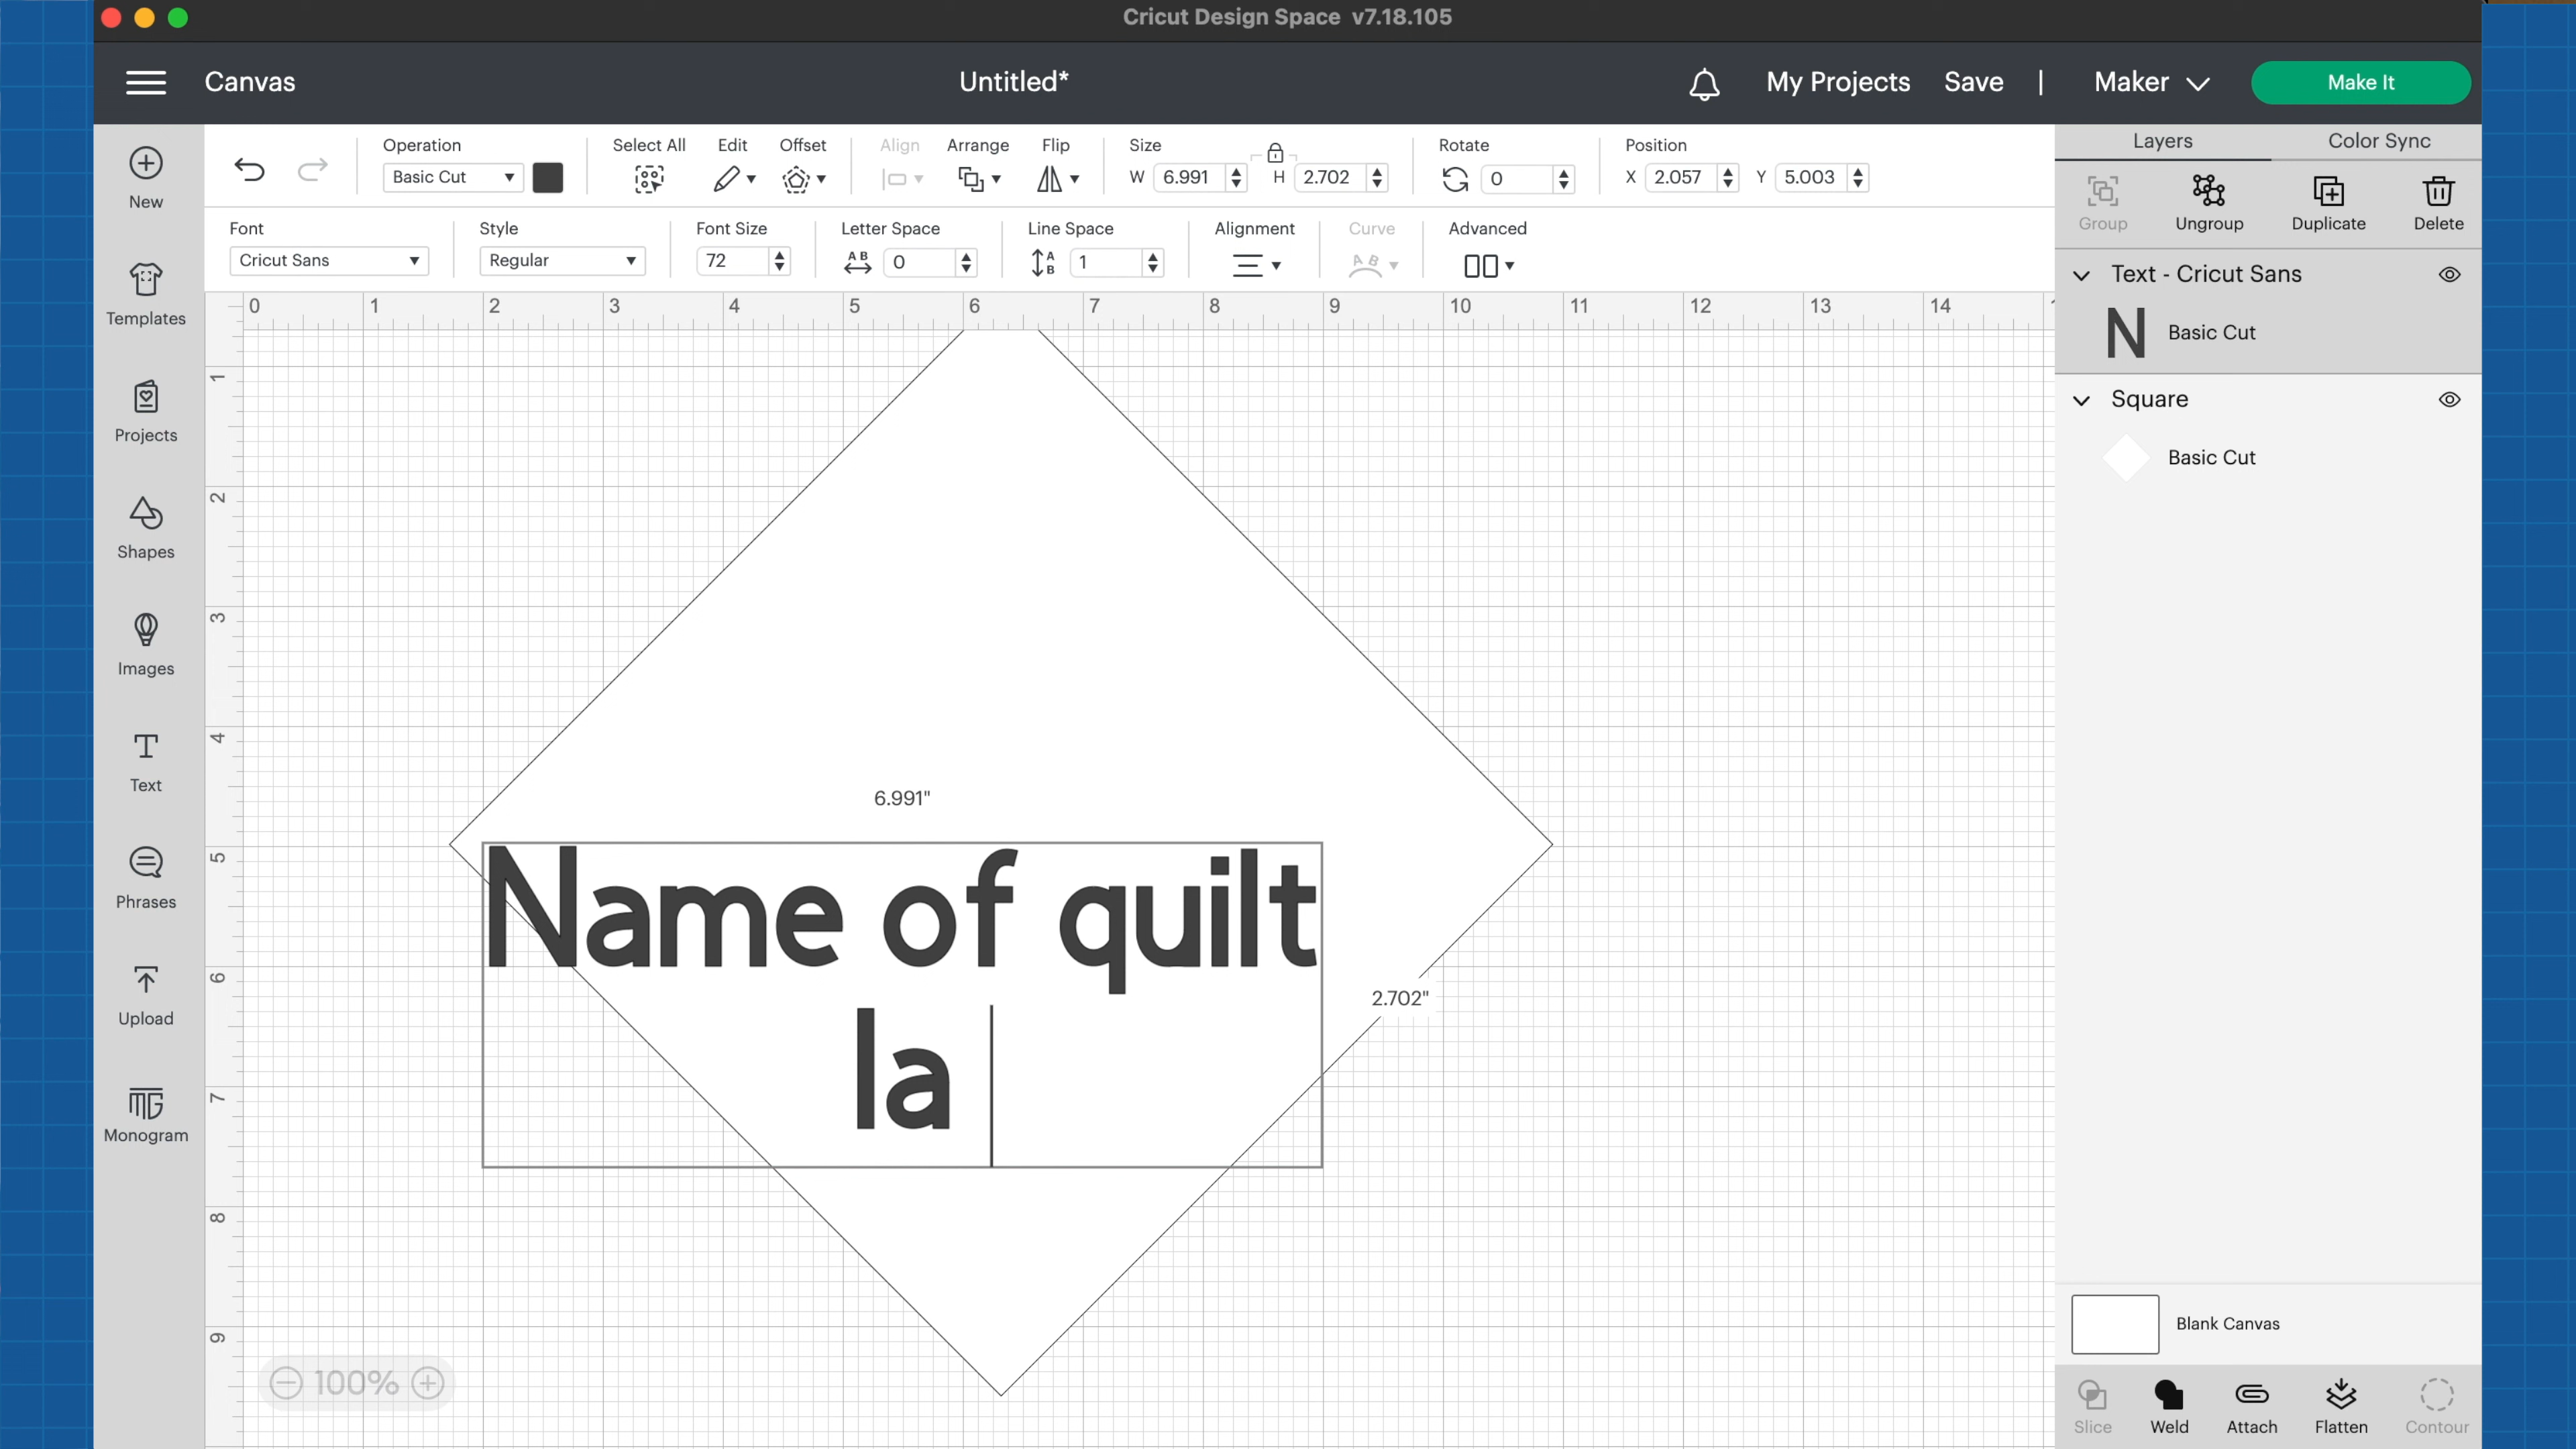 Cricut Design Space v7.18.105
Canvas
Untitled*
My Projects
Save
Maker
Make It
New
Templates
Projects
Shapes
Images
Text
Phrases
Upload
Monogram
Operation
Basic Cut
Select All
Edit
Offset
Align
Arrange
Flip
Size
W 6.991
H 2.702
Rotate
0
Position
X 2.057
Y 5.003
Font
Cricut Sans
Style
Regular
Font Size
72
Letter Space
A B
0
Line Space
A
B
1
Alignment
Curve
A B
Advanced
0 1 2 3 4 5 6 7 8 9 10 11 12 13 14
1
2
3
4
5
6
7
8
9
6.991"
Name of quilt
la
2.702"
100%
Layers
Color Sync
Group
Ungroup
Duplicate
Delete
Text - Cricut Sans
N Basic Cut
Square
Basic Cut
Blank Canvas
Slice
Weld
Attach
Flatten
Contour